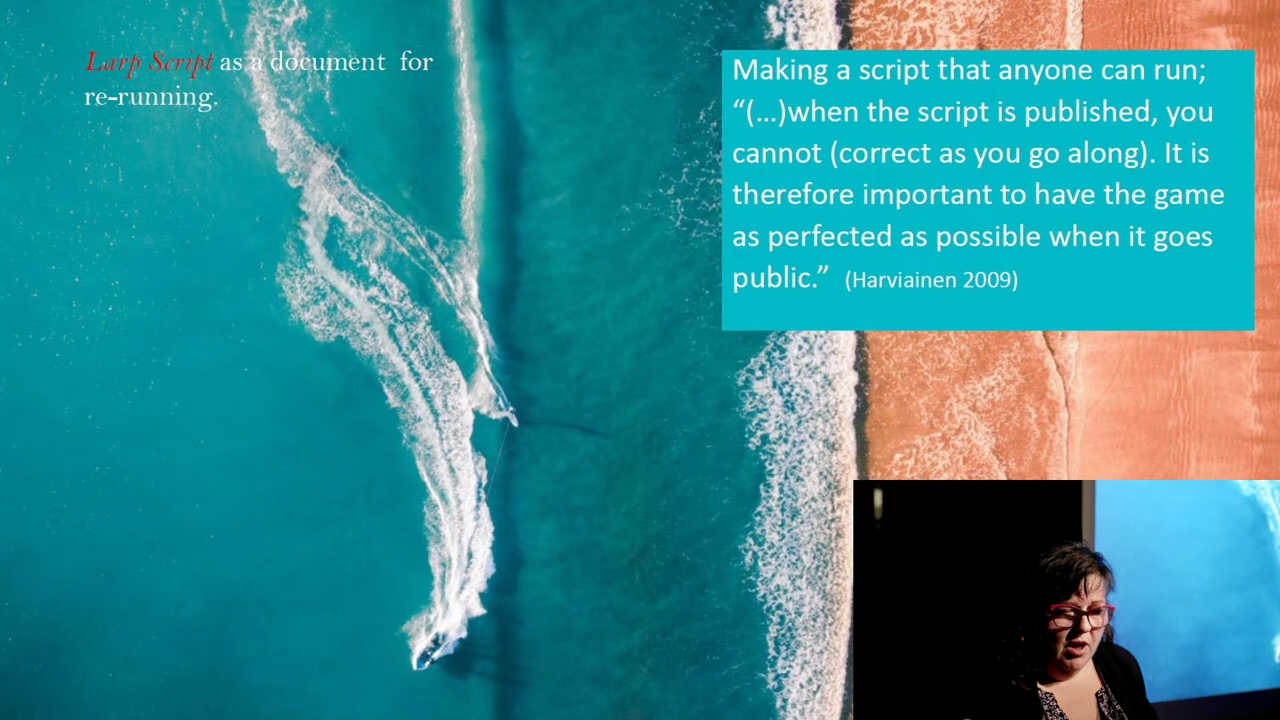 Larp Script as a document for
re-running.
Making a script that anyone can run;
“(…)when the script is published, you
cannot (correct as you go along). It is
therefore important to have the game
as perfected as possible when it goes
public.” (Harviainen 2009)